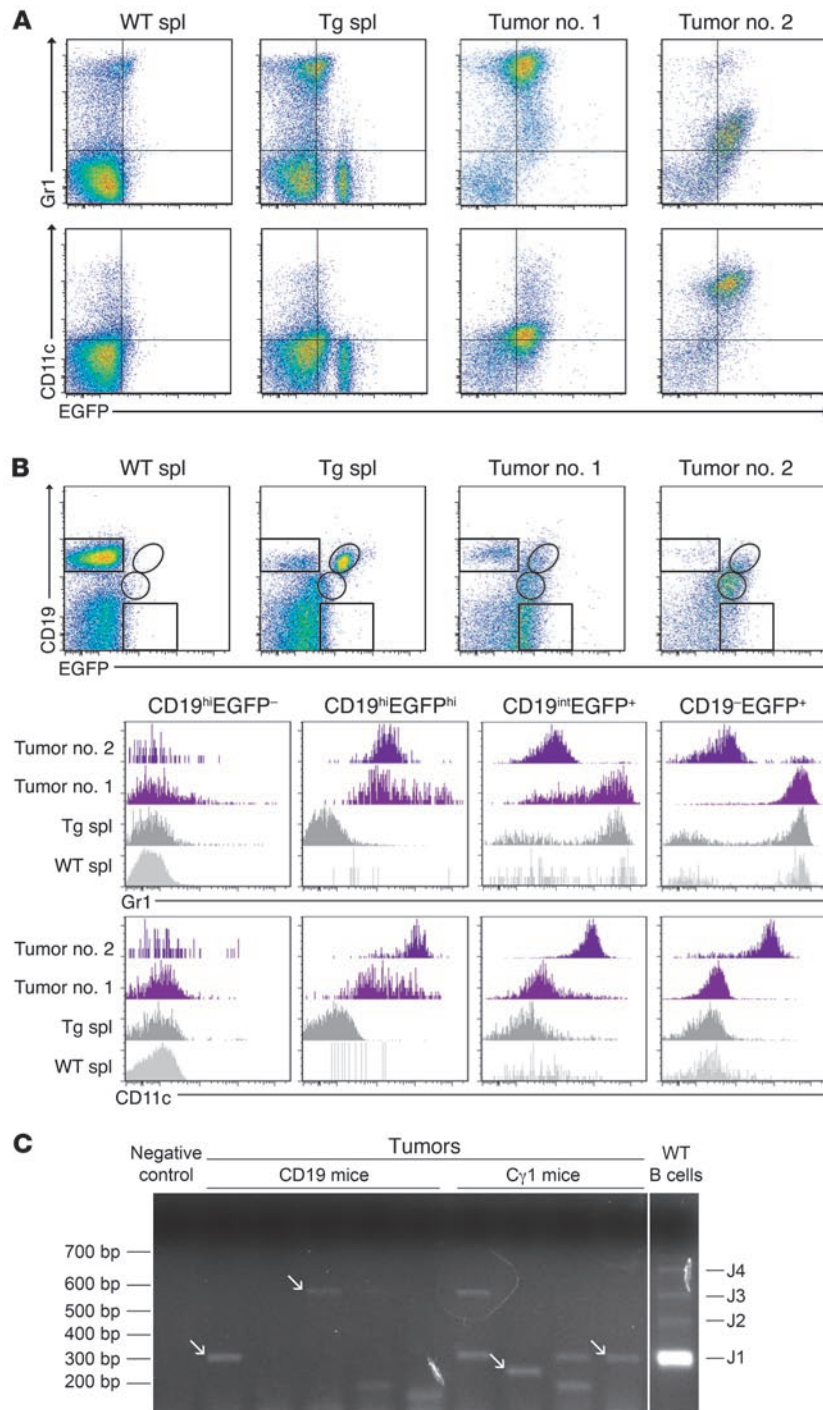 A
WT spl Tg spl Tumor no. 1 Tumor no. 2
Gr1
CD11c
EGFP
B
WT spl Tg spl Tumor no. 1 Tumor no. 2
CD19
EGFP
CD19hiEGFP– CD19hiEGFPhi CD19intEGFP+ CD19–EGFP+
Tumor no. 2
Tumor no. 1
Tg spl
WT spl
Gr1
Tumor no. 2
Tumor no. 1
Tg spl
WT spl
CD11c
C
Tumors
Negative control
CD19 mice Cγ1 mice
WT B cells
700 bp
600 bp
500 bp
400 bp
300 bp
200 bp
J4
J3
J2
J1